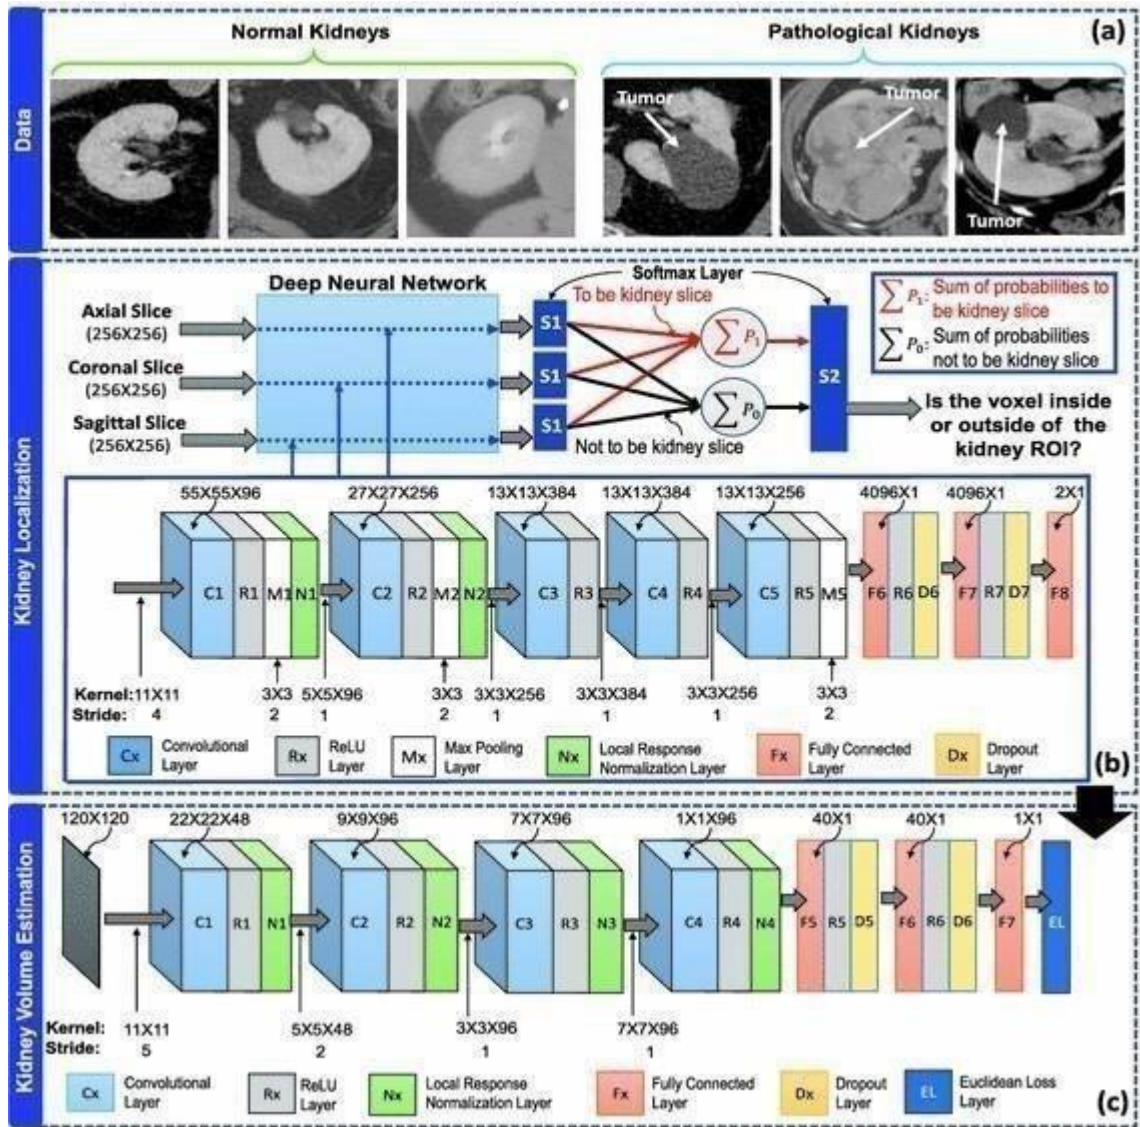 Data
Normal Kidneys
Pathological Kidneys
(a)
Tumor
Tumor
Tumor
Kidney Localization
Deep Neural Network
Axial Slice
(256X256)
Coronal Slice
(256X256)
Sagittal Slice
(256X256)
Softmax Layer
To be kidney slice
Not to be kidney slice
S1
S1
S1
∑ P₁
∑ P₀
S2
∑ P₁: Sum of probabilities to
be kidney slice
∑ P₀: Sum of probabilities
not to be kidney slice
Is the voxel inside
or outside of the
kidney ROI?
55X55X96
27X27X256
13X13X384
13X13X384
13X13X256
4096X1
4096X1
2X1
C1 R1 M1 N1
C2 R2 M2 N2
C3 R3
C4 R4
C5 R5 M5
F6 R6 D6
F7 R7 D7
F8
Kernel: 11X11 3X3 5X5X96 3X3 3X3X256 3X3X384 3X3X256 3X3
Stride: 4 2 1 2 1 1 1 2
Cx Convolutional
Layer
Rx ReLU
Layer
Mx Max Pooling
Layer
Nx Local Response
Normalization Layer
Fx Fully Connected
Layer
Dx Dropout
Layer
(b)
Kidney Volume Estimation
120X120
22X22X48
9X9X96
7X7X96
1X1X96
40X1
40X1
1X1
C1 R1 N1
C2 R2 N2
C3 R3 N3
C4 R4 N4
F5 R5 D5
F6 R6 D6
F7
EL
Kernel: 11X11 5X5X48 3X3X96 7X7X96
Stride: 5 2 1 1
Cx Convolutional
Layer
Rx ReLU
Layer
Nx Local Response
Normalization Layer
Fx Fully Connected
Layer
Dx Dropout
Layer
EL Euclidean Loss
Layer
(c)